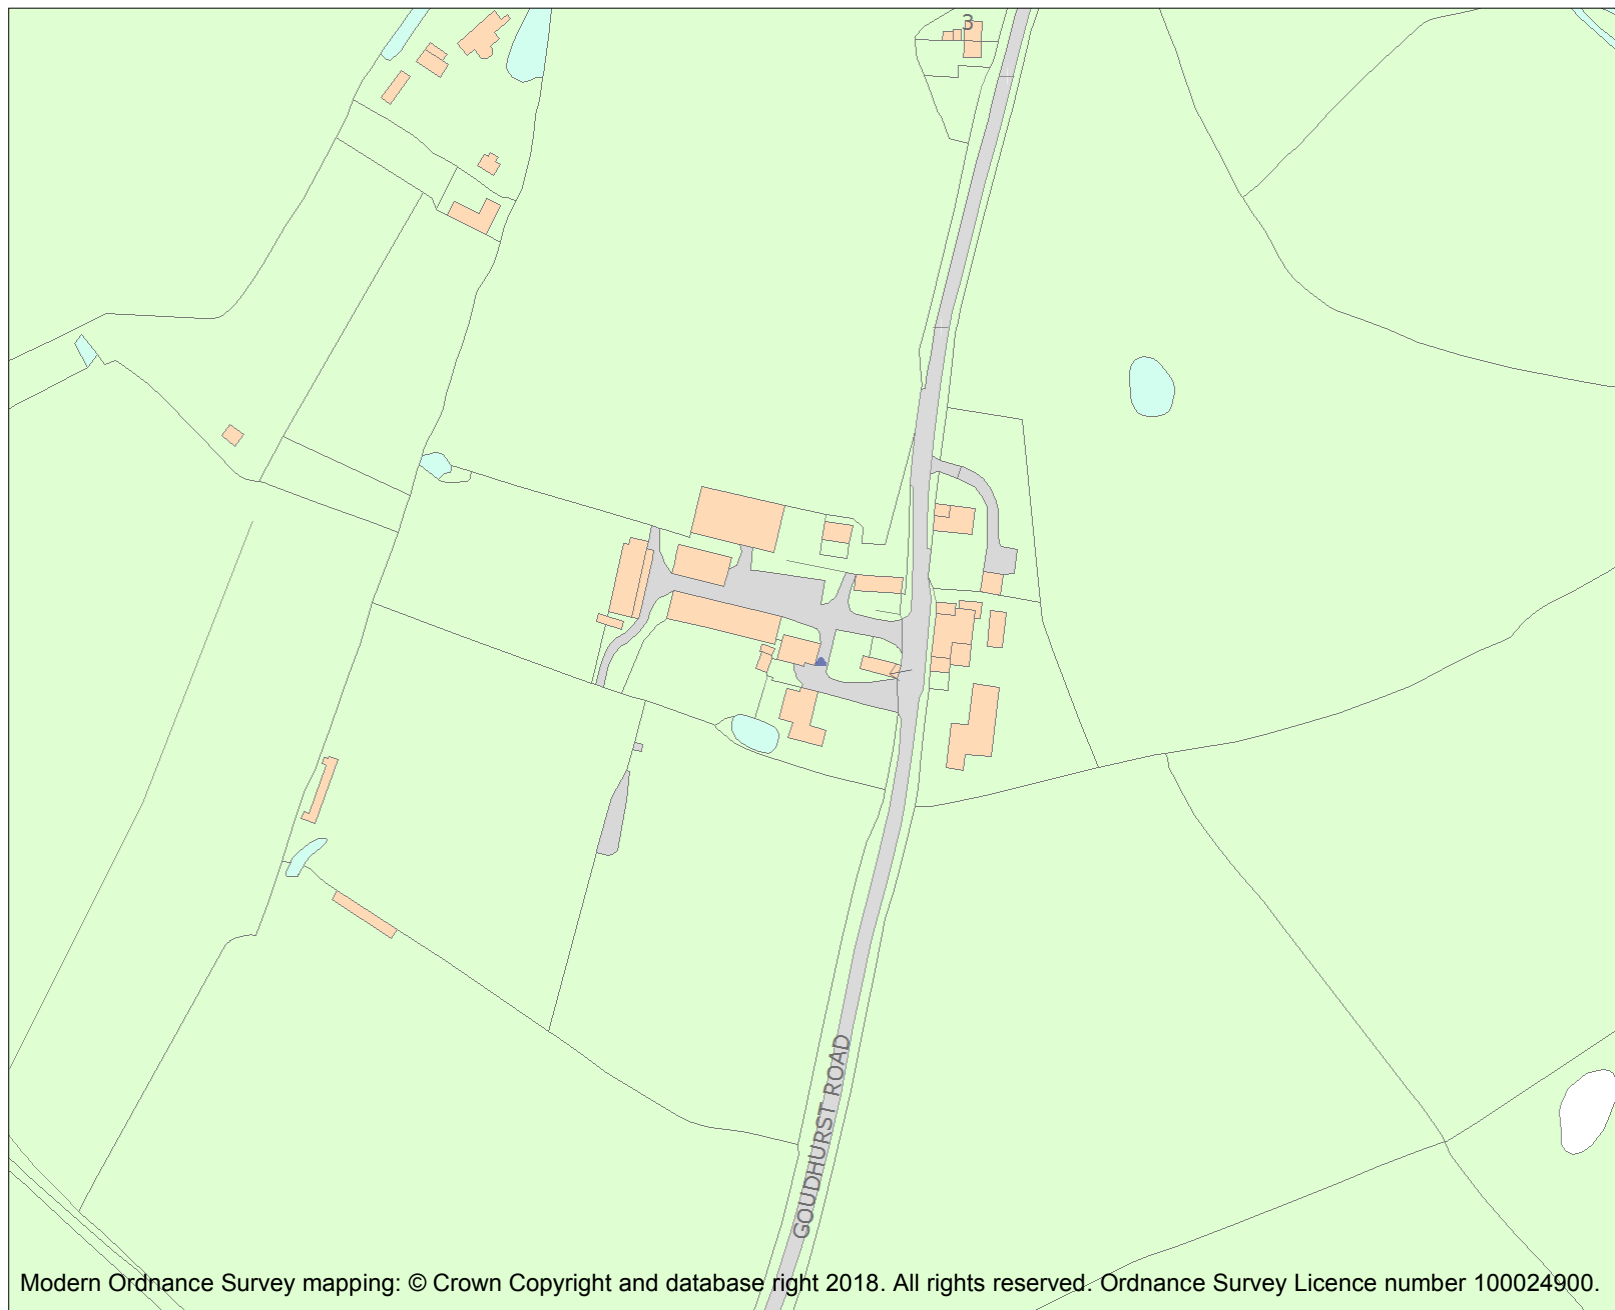 3
GOUDHURST ROAD
Modern Ordnance Survey mapping: © Crown Copyright and database right 2018. All rights reserved. Ordnance Survey Licence number 100024900.